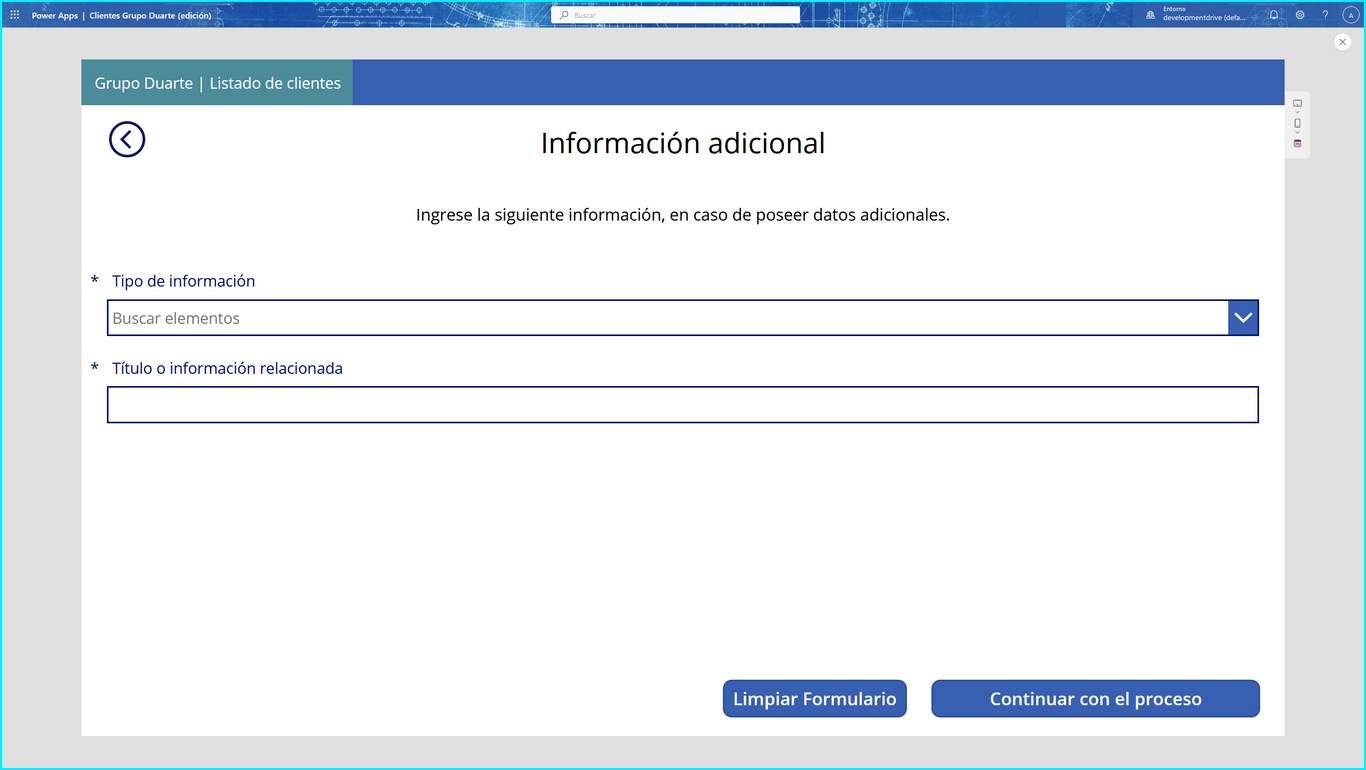 Power Apps | Clientes Grupo Duarte (edición)
Buscar
Entorno
developmentdrive (defa...
A
Grupo Duarte | Listado de clientes
Información adicional
Ingrese la siguiente información, en caso de poseer datos adicionales.
* Tipo de información
Buscar elementos
* Título o información relacionada
Limpiar Formulario
Continuar con el proceso